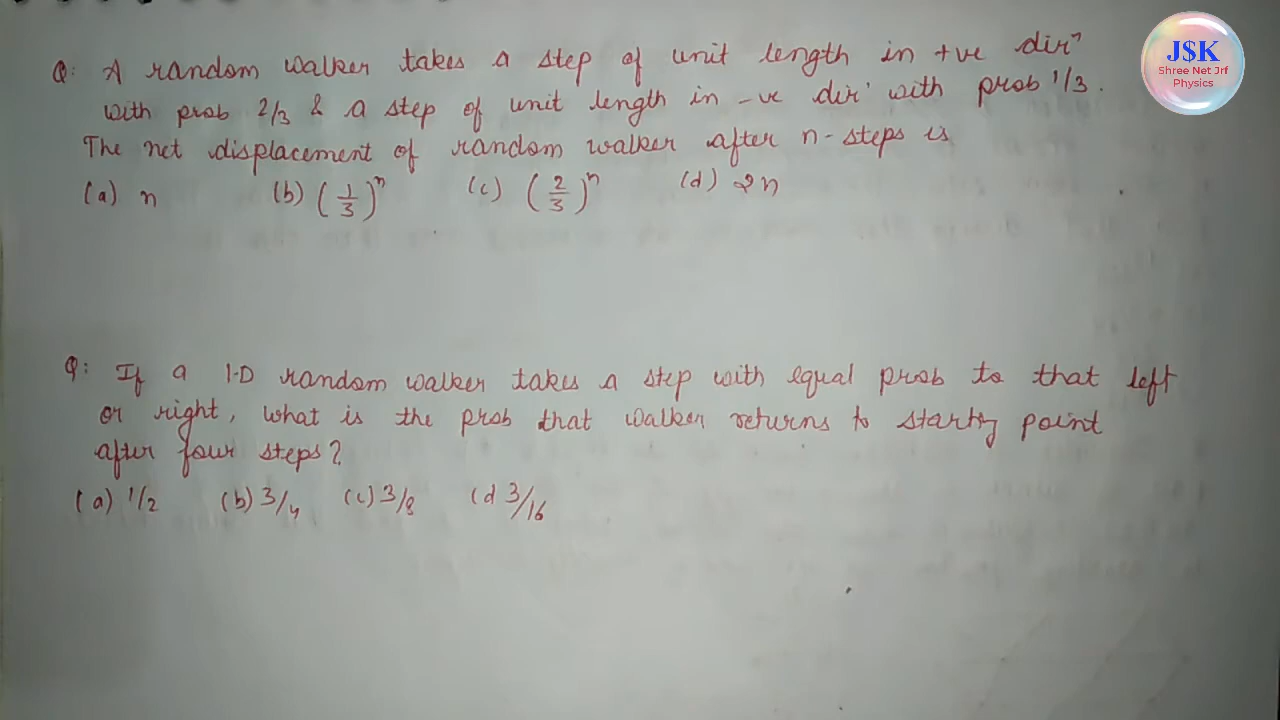 J$K
Shree Net Jrf
Physics
Q: A random walker takes a step of unit length in +ve dirⁿ
with prob 2/3 & a step of unit length in -ve dirⁿ with prob 1/3.
The net displacement of random walker after n-steps is
(a) n (b) (1/3)ⁿ (c) (2/3)ⁿ (d) 2n
Q: If a 1-D random walker takes a step with equal prob to that left
or right, what is the prob that walker returns to starting point
after four steps?
(a) 1/2 (b) 3/4 (c) 3/8 (d 3/16